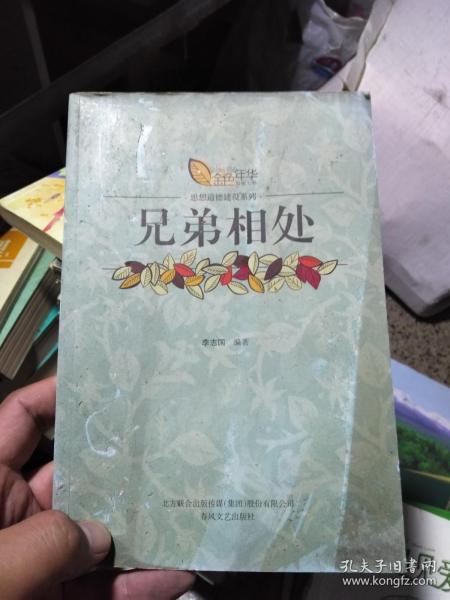 金色年华
思想道德建设系列
兄弟相处
李志国 编著
北方联合出版传媒(集团)股份有限公司
春风文艺出版社
孔夫子旧书网
www.kongfz.com